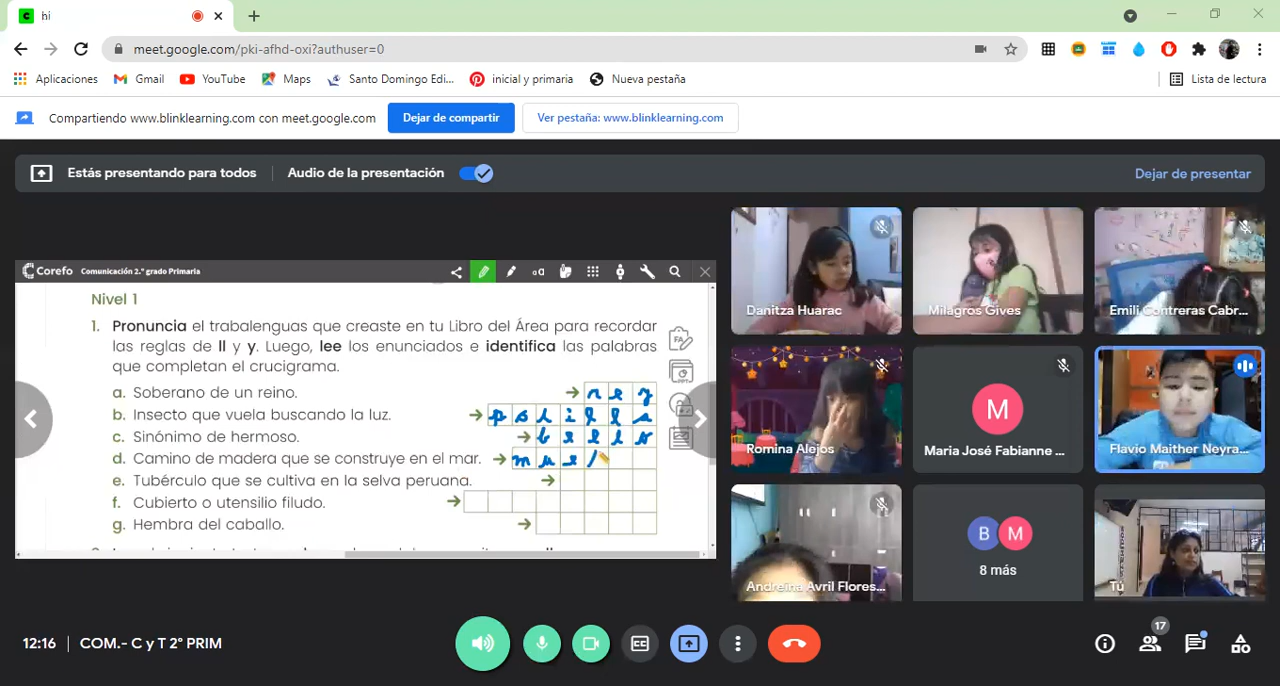 hi
meet.google.com/pki-afhd-oxi?authuser=0
Aplicaciones Gmail YouTube Maps Santo Domingo Edi... inicial y primaria Nueva pestaña Lista de lectura
Compartiendo www.blinklearning.com con meet.google.com Dejar de compartir Ver pestaña: www.blinklearning.com
Estás presentando para todos Audio de la presentación Dejar de presentar
Corefo Comunicación 2.° grado Primaria
Nivel 1
1. Pronuncia el trabalenguas que creaste en tu Libro del Área para recordar
las reglas de ll y y. Luego, lee los enunciados e identifica las palabras
que completan el crucigrama.
a. Soberano de un reino. rey
b. Insecto que vuela buscando la luz.
c. Sinónimo de hermoso. bello
d. Camino de madera que se construye en el mar. muel
e. Tubérculo que se cultiva en la selva peruana.
f. Cubierto o utensilio filudo.
g. Hembra del caballo.
Danitza Huarac
Milagros Gives
Emili Contreras Cabr...
Romina Alejos
M
Maria José Fabianne ...
Flavio Maither Neyra...
Andreina Avril Flores...
B M
8 más
Tú
12:16 COM.- C y T 2° PRIM
17